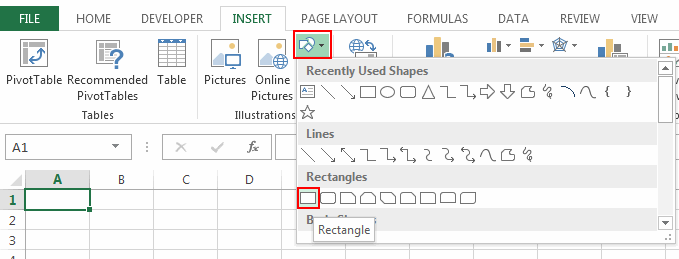 FILE HOME DEVELOPER INSERT PAGE LAYOUT FORMULAS DATA REVIEW VIEW
PivotTable Recommended PivotTables Table Pictures Online Pictures
Tables Illustrations
Recently Used Shapes
Lines
Rectangles
Rectangle
A1 fx
A B C D
1
2
3